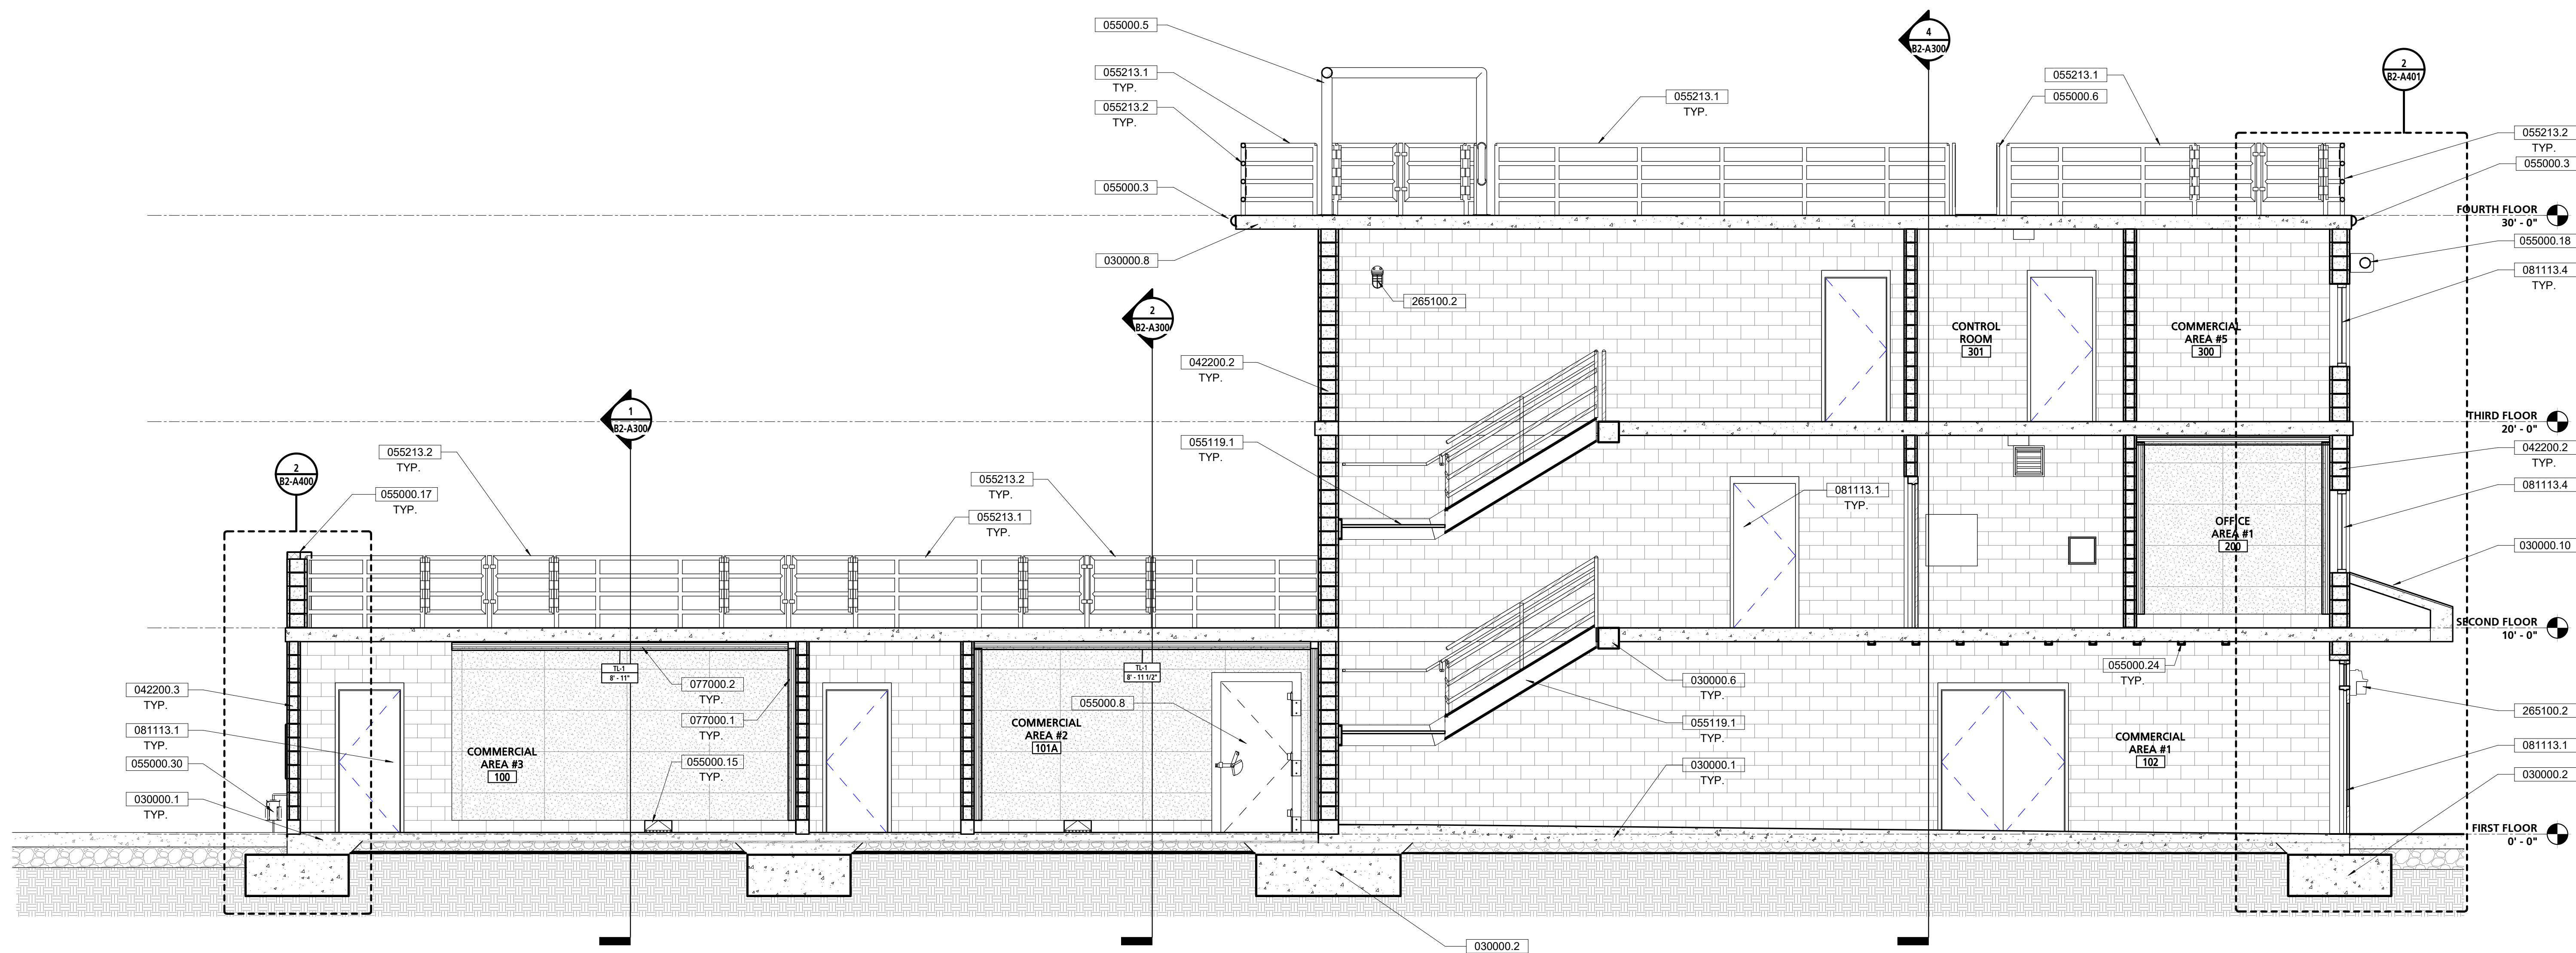 055000.5
4
B2-A300
2
B2-A401
055213.1
TYP.
055213.2
TYP.
055213.1
TYP.
055213.1
055000.6
055213.2
TYP.
055000.3
055000.3
FOURTH FLOOR
30' - 0"
055000.18
030000.8
081113.4
TYP.
265100.2
2
B2-A300
CONTROL
ROOM
301
COMMERCIAL
AREA #5
300
042200.2
TYP.
1
B2-A300
THIRD FLOOR
20' - 0"
055119.1
TYP.
042200.2
TYP.
055213.2
TYP.
2
B2-A400
055000.17
TYP.
055213.2
TYP.
055213.1
TYP.
081113.1
TYP.
081113.4
OFFICE
AREA #1
200
030000.10
SECOND FLOOR
10' - 0"
TL-1
8' - 11"
TL-1
8' - 11 1/2"
055000.24
TYP.
042200.3
TYP.
077000.2
TYP.
030000.6
TYP.
055000.8
265100.2
077000.1
TYP.
COMMERCIAL
AREA #2
101A
055119.1
TYP.
081113.1
TYP.
COMMERCIAL
AREA #1
102
081113.1
COMMERCIAL
AREA #3
100
055000.30
055000.15
TYP.
030000.1
TYP.
030000.2
030000.1
TYP.
FIRST FLOOR
0' - 0"
030000.2